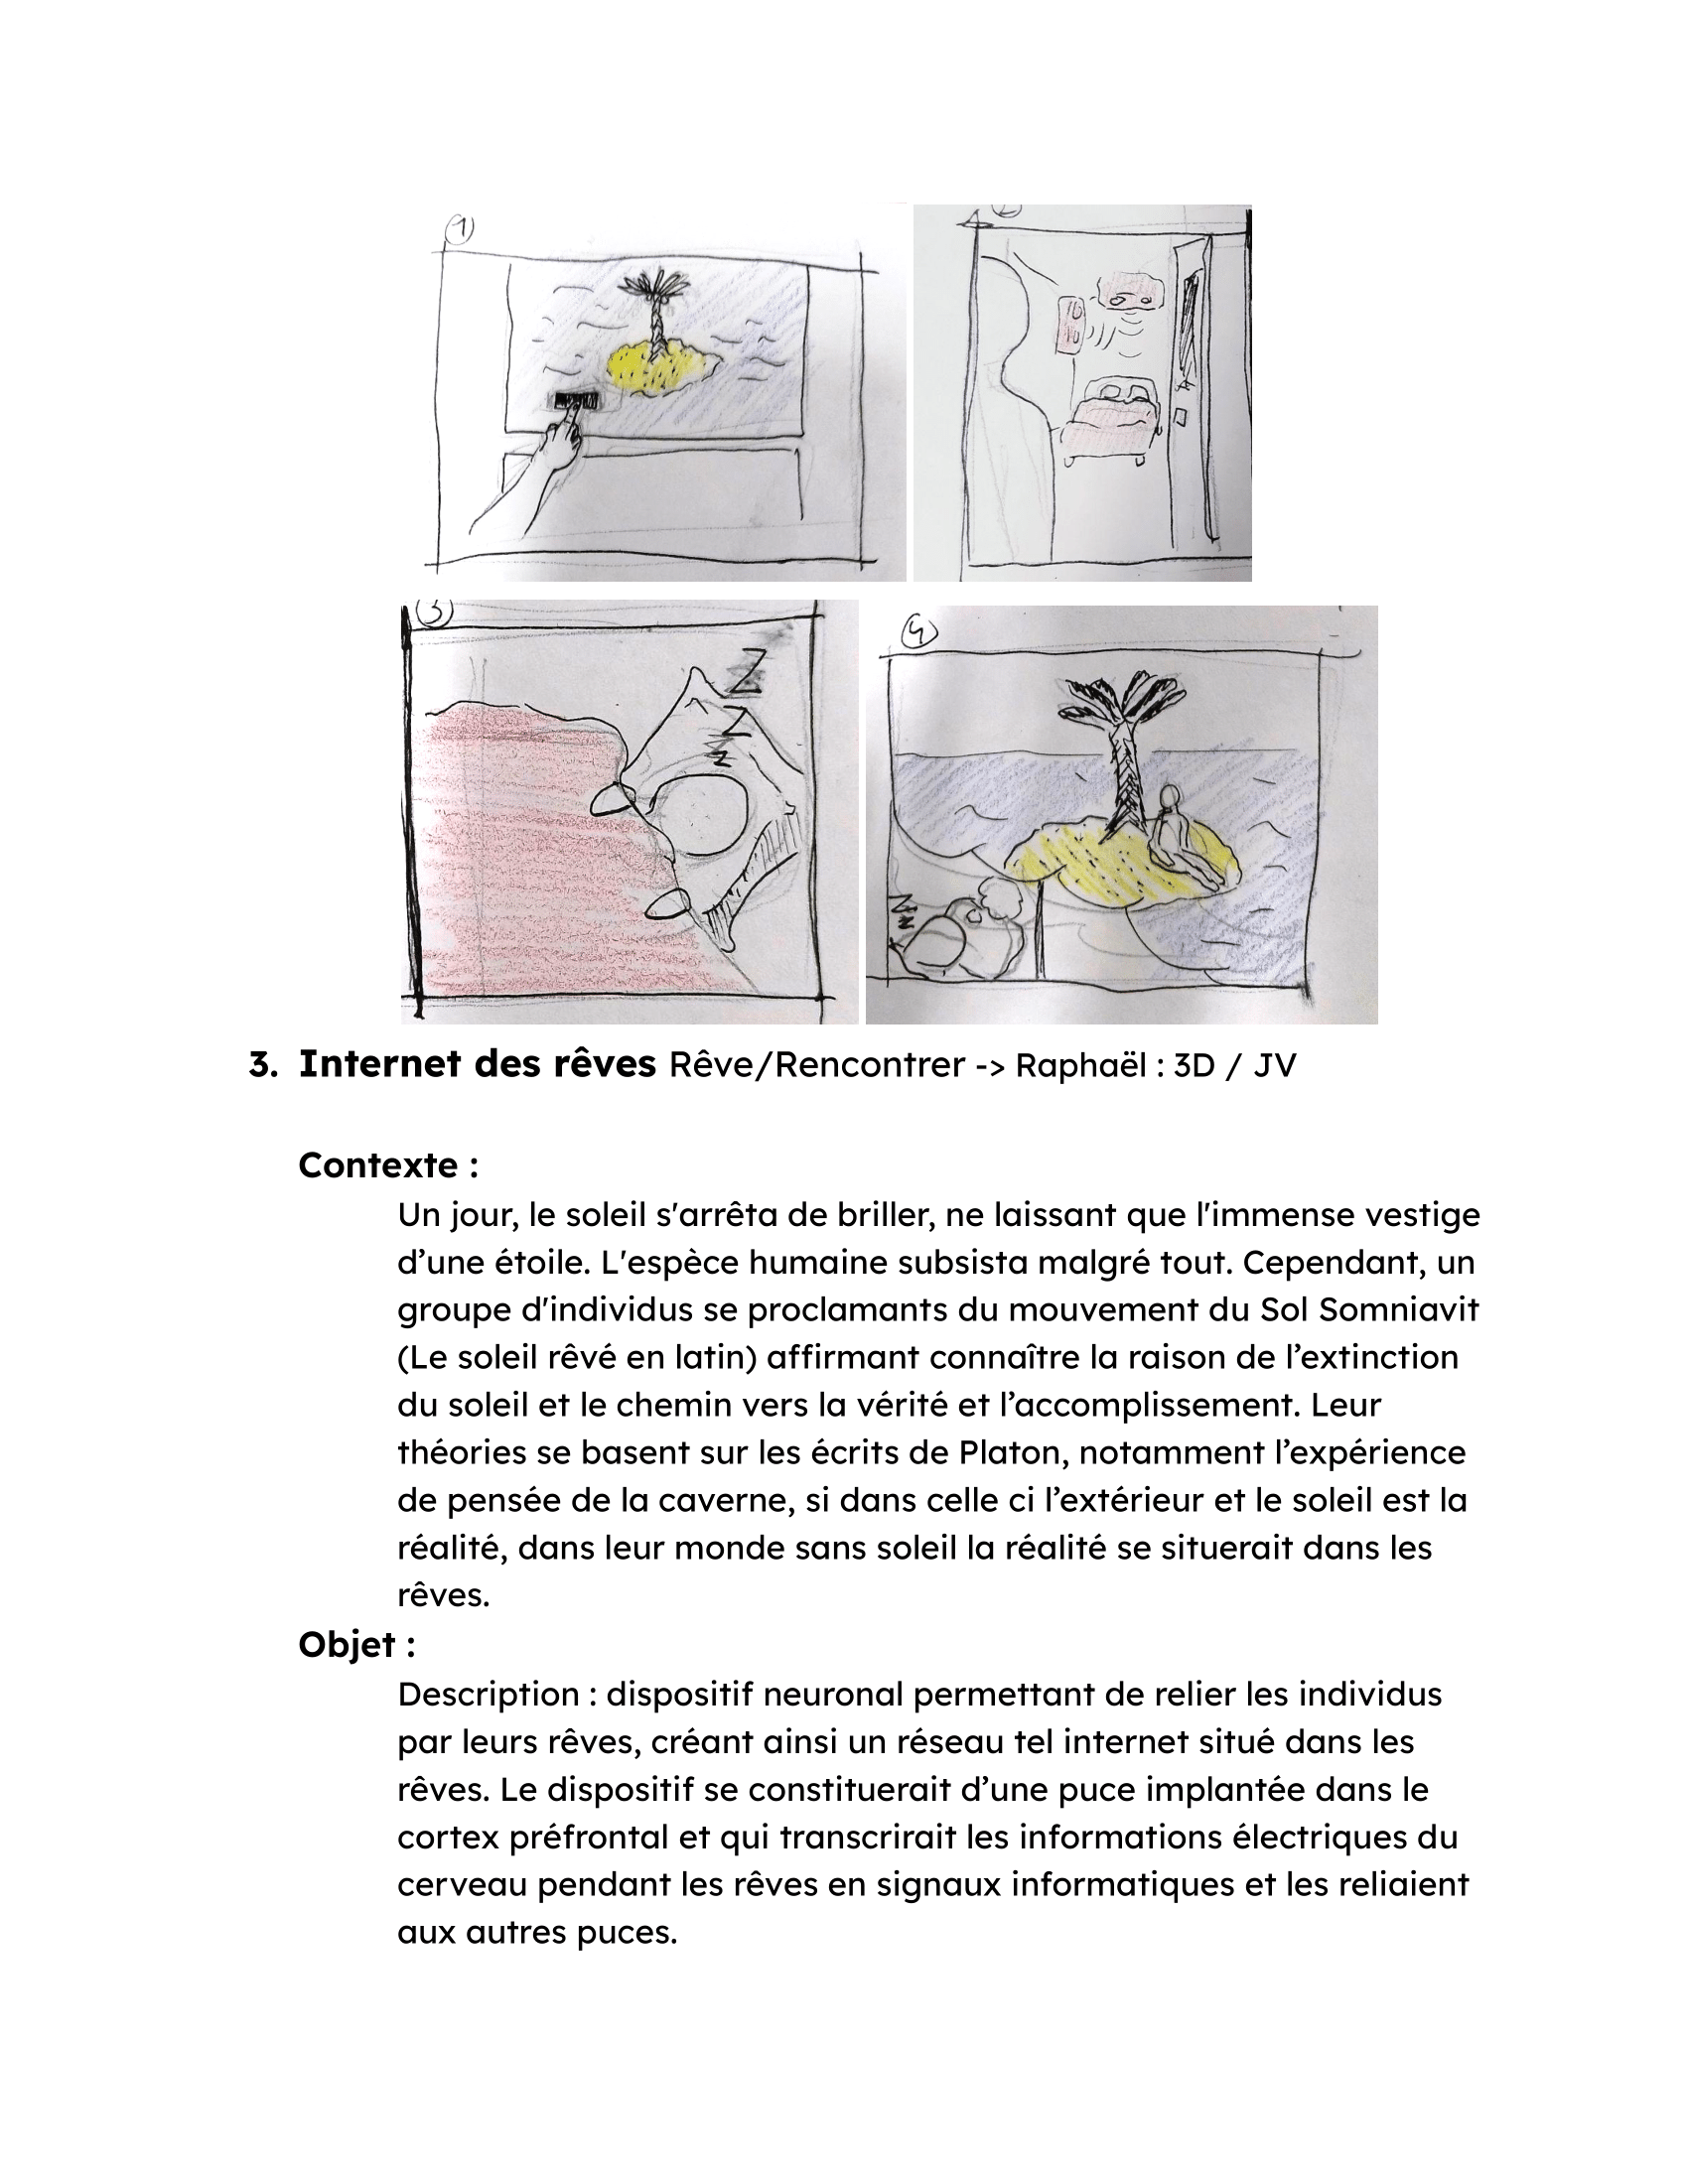 1
2
3
Z
Z
Z
4
Z
Z
3. Internet des rêves Rêve/Rencontrer -> Raphaël : 3D / JV
Contexte :
Un jour, le soleil s'arrêta de briller, ne laissant que l'immense vestige
d’une étoile. L'espèce humaine subsista malgré tout. Cependant, un
groupe d'individus se proclamants du mouvement du Sol Somniavit
(Le soleil rêvé en latin) affirmant connaître la raison de l’extinction
du soleil et le chemin vers la vérité et l’accomplissement. Leur
théories se basent sur les écrits de Platon, notamment l’expérience
de pensée de la caverne, si dans celle ci l’extérieur et le soleil est la
réalité, dans leur monde sans soleil la réalité se situerait dans les
rêves.
Objet :
Description : dispositif neuronal permettant de relier les individus
par leurs rêves, créant ainsi un réseau tel internet situé dans les
rêves. Le dispositif se constituerait d’une puce implantée dans le
cortex préfrontal et qui transcrirait les informations électriques du
cerveau pendant les rêves en signaux informatiques et les reliaient
aux autres puces.